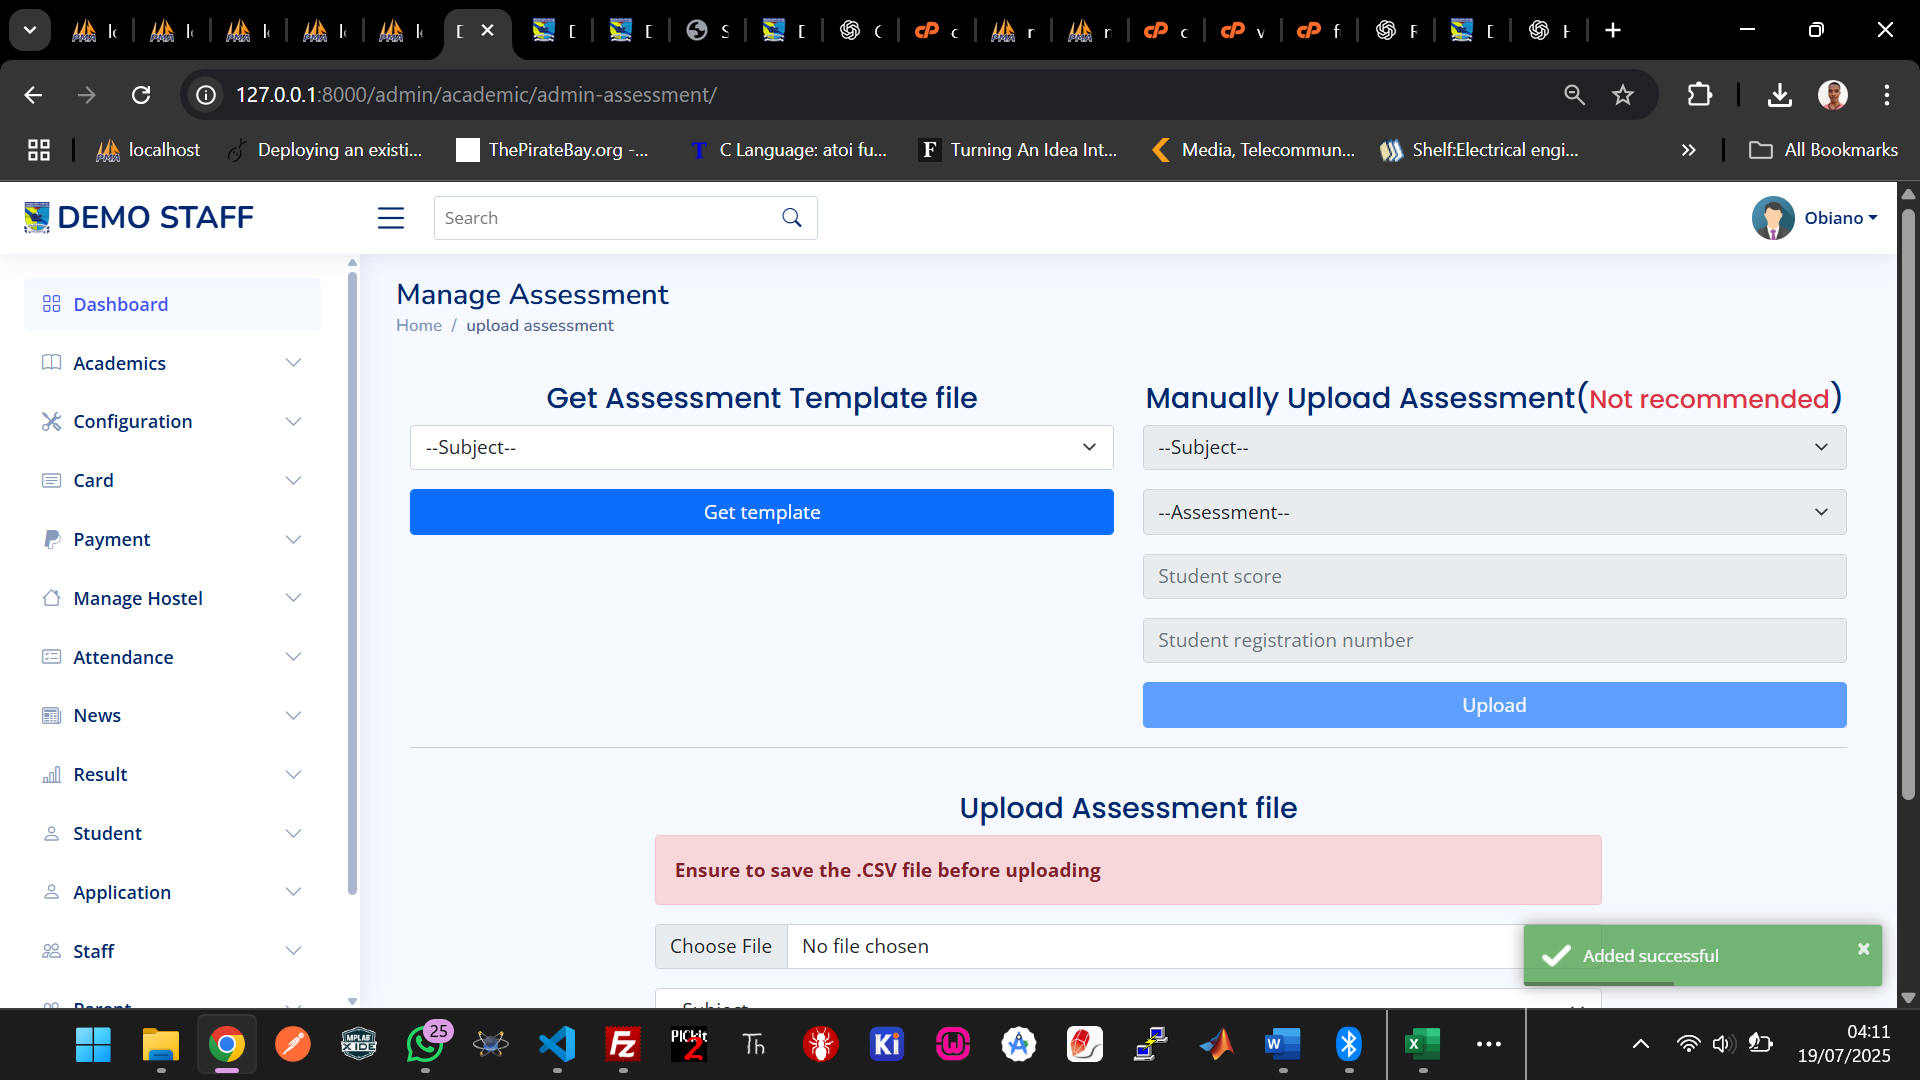 127.0.0.1:8000/admin/academic/admin-assessment/
localhost
Deploying an existi...
ThePirateBay.org -...
T C Language: atoi fu...
F Turning An Idea Int...
Media, Telecommun...
Shelf:Electrical engi...
All Bookmarks
DEMO STAFF
Search
Obiano
Dashboard
Academics
Configuration
Card
Payment
Manage Hostel
Attendance
News
Result
Student
Application
Staff
Parent
Manage Assessment
Home / upload assessment
Get Assessment Template file
--Subject--
Get template
Manually Upload Assessment(Not recommended)
--Subject--
--Assessment--
Student score
Student registration number
Upload
Upload Assessment file
Ensure to save the .CSV file before uploading
Choose File No file chosen
--Subject--
Added successful
25
04:11
19/07/2025